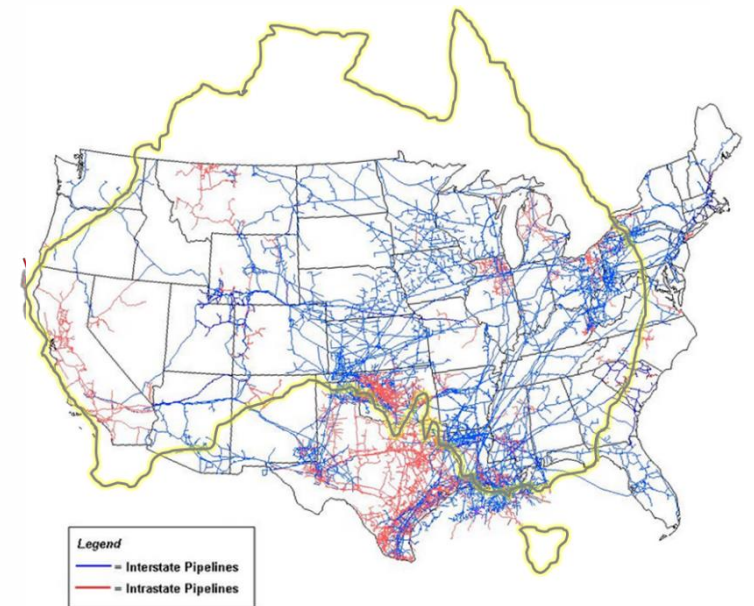 Legend
= Interstate Pipelines
= Intrastate Pipelines